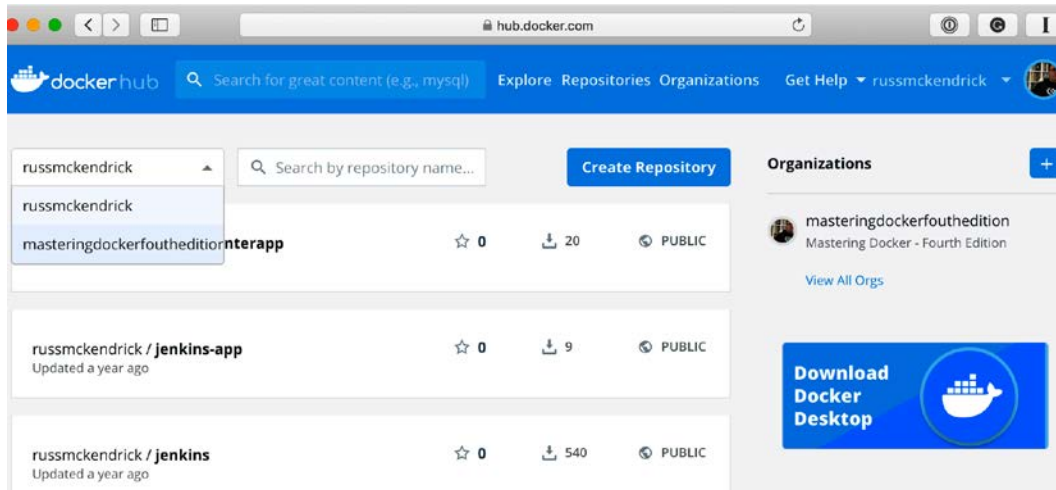 hub.docker.com
dockerhub Search for great content (e.g., mysql) Explore Repositories Organizations Get Help russmckendrick
russmckendrick Search by repository name... Create Repository Organizations +
russmckendrick
masteringdockerfouthedition
Mastering Docker - Fourth Edition
masteringdockerfoutheditionnterapp 0 20 PUBLIC
View All Orgs
russmckendrick / jenkins-app 0 9 PUBLIC
Updated a year ago
Download
Docker
Desktop
russmckendrick / jenkins 0 540 PUBLIC
Updated a year ago